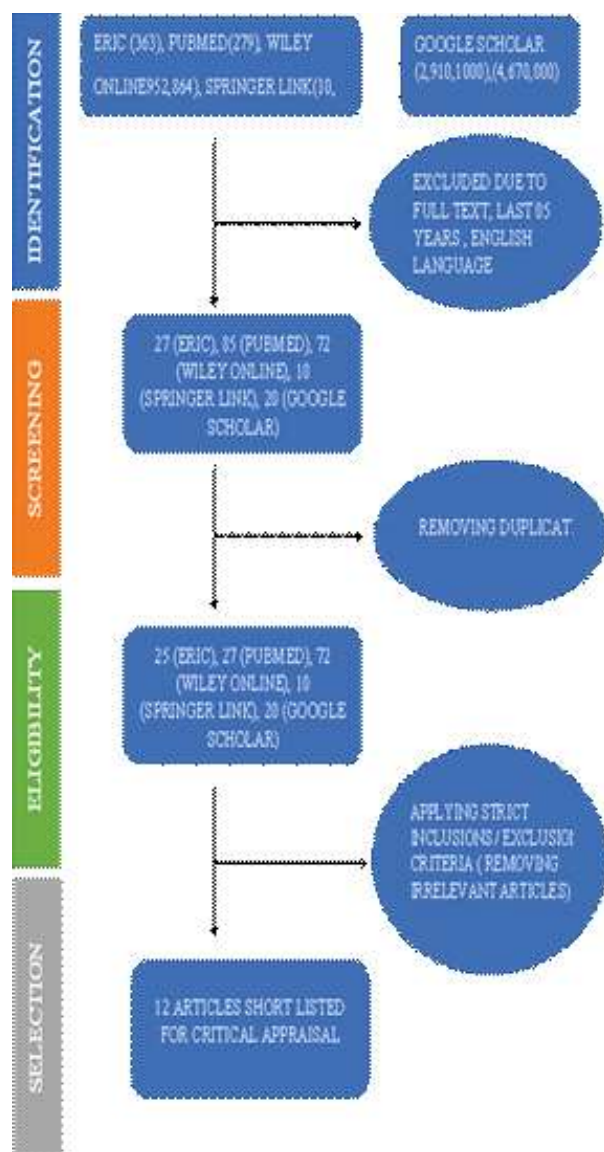 IDENTIFICATION
ERIC (363), PUBMED(279), WILEY
ONLINE952,864), SPRINGER LINK(10,
GOOGLE SCHOLAR
(2,910,1000),(4,670,000)
EXCLUDED DUE TO
FULL TEXT, LAST 05
YEARS , ENGLISH
LANGUAGE
SCREENING
27 (ERIC), 85 (PUBMED), 72
(WILEY ONLINE), 10
(SPRINGER LINK), 20 (GOOGLE
SCHOLAR)
REMOVING DUPLICAT
ELIGIBILITY
25 (ERIC), 27 (PUBMED), 72
(WILEY ONLINE), 10
(SPRINGER LINK), 20 (GOOGLE
SCHOLAR)
APPLYING STRICT
INCLUSIONS / EXCLUSION
CRITERIA ( REMOVING
IRRELEVANT ARTICLES)
SELECTION
12 ARTICLES SHORT LISTED
FOR CRITICAL APPRAISAL